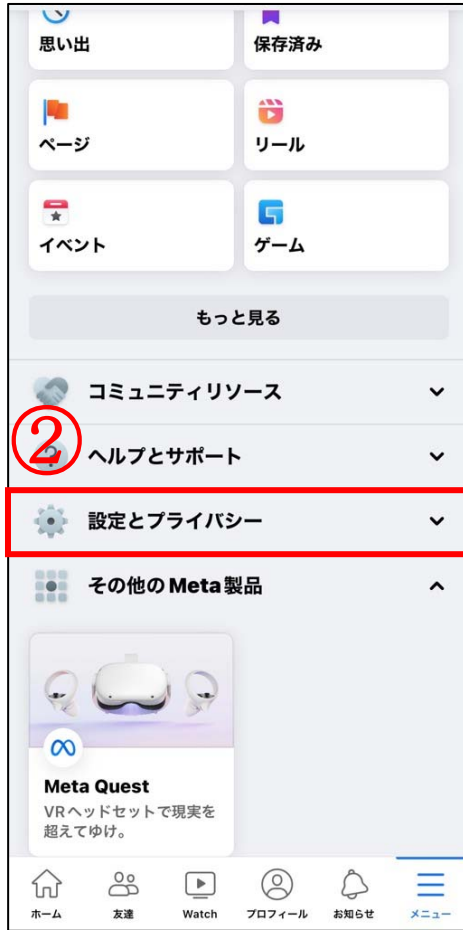 思い出
保存済み
ページ
リール
イベント
ゲーム
もっと見る
コミュニティリソース
②
ヘルプとサポート
設定とプライバシー
その他のMeta製品
Meta Quest
VRヘッドセットで現実を
超えてゆけ。
ホーム
友達
Watch
プロフィール
お知らせ
メニュー